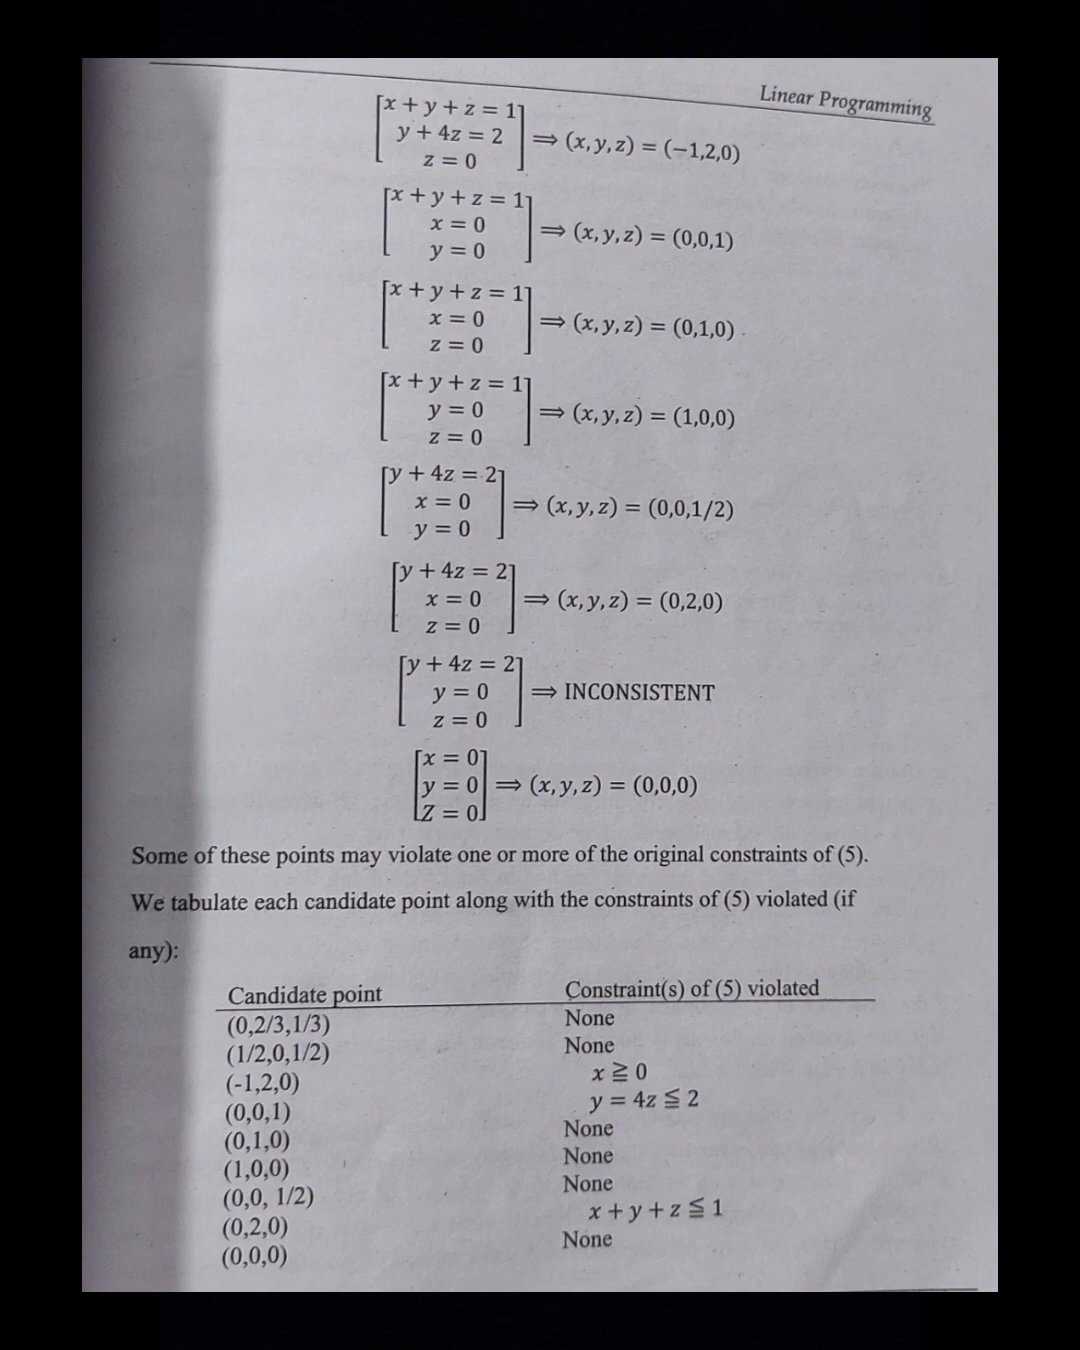 Linear Programming
[x + y + z = 1
y + 4z = 2
z = 0] ⟹ (x, y, z) = (−1,2,0)
[x + y + z = 1
x = 0
y = 0] ⟹ (x, y, z) = (0,0,1)
[x + y + z = 1
x = 0
z = 0] ⟹ (x, y, z) = (0,1,0)
[x + y + z = 1
y = 0
z = 0] ⟹ (x, y, z) = (1,0,0)
[y + 4z = 2
x = 0
y = 0] ⟹ (x, y, z) = (0,0,1/2)
[y + 4z = 2
x = 0
z = 0] ⟹ (x, y, z) = (0,2,0)
[y + 4z = 2
y = 0
z = 0] ⟹ INCONSISTENT
[x = 0
y = 0
Z = 0] ⟹ (x, y, z) = (0,0,0)
Some of these points may violate one or more of the original constraints of (5).
We tabulate each candidate point along with the constraints of (5) violated (if
any):
Candidate point Constraint(s) of (5) violated
(0,2/3,1/3) None
(1/2,0,1/2) None
(-1,2,0) x ≧ 0
(0,0,1) y = 4z ≦ 2
(0,1,0) None
(1,0,0) None
(0,0, 1/2) None
(0,2,0) x + y + z ≦ 1
(0,0,0) None